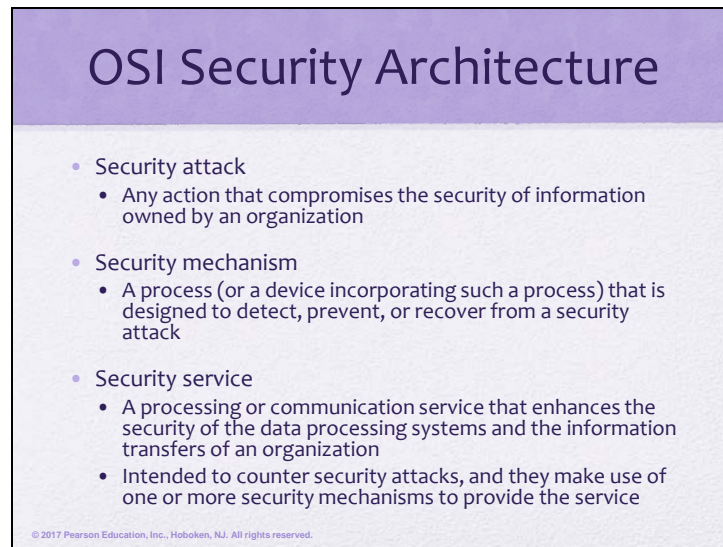 OSI Security Architecture
• Security attack
• Any action that compromises the security of information
owned by an organization
• Security mechanism
• A process (or a device incorporating such a process) that is
designed to detect, prevent, or recover from a security
attack
• Security service
• A processing or communication service that enhances the
security of the data processing systems and the information
transfers of an organization
• Intended to counter security attacks, and they make use of
one or more security mechanisms to provide the service
© 2017 Pearson Education, Inc., Hoboken, NJ. All rights reserved.